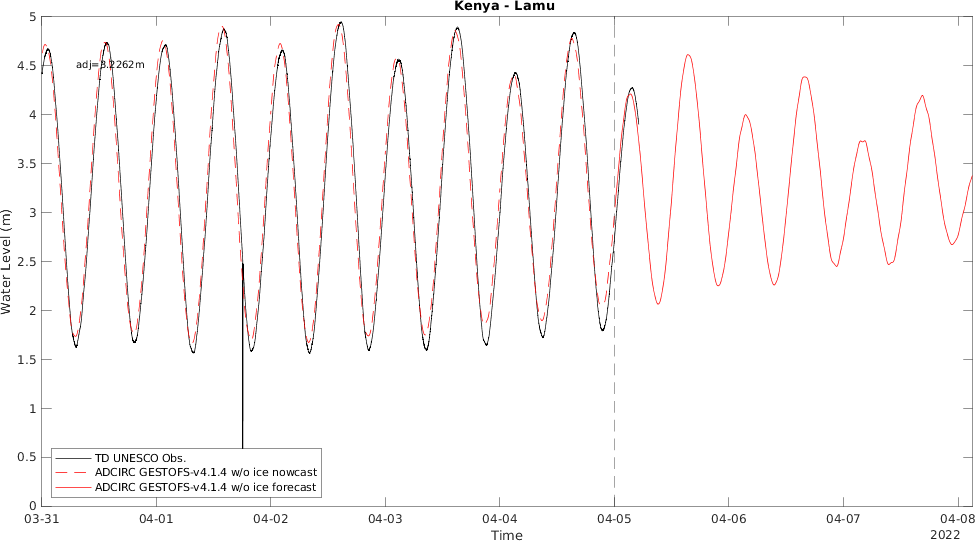 Kenya - Lamu
5
4.5
4
3.5
3
2.5
2
1.5
1
0.5
0
Water Level (m)
adj=3.2262m
TD UNESCO Obs.
ADCIRC GESTOFS-v4.1.4 w/o ice nowcast
ADCIRC GESTOFS-v4.1.4 w/o ice forecast
03-31 04-01 04-02 04-03 04-04 04-05 04-06 04-07 04-08
Time
2022